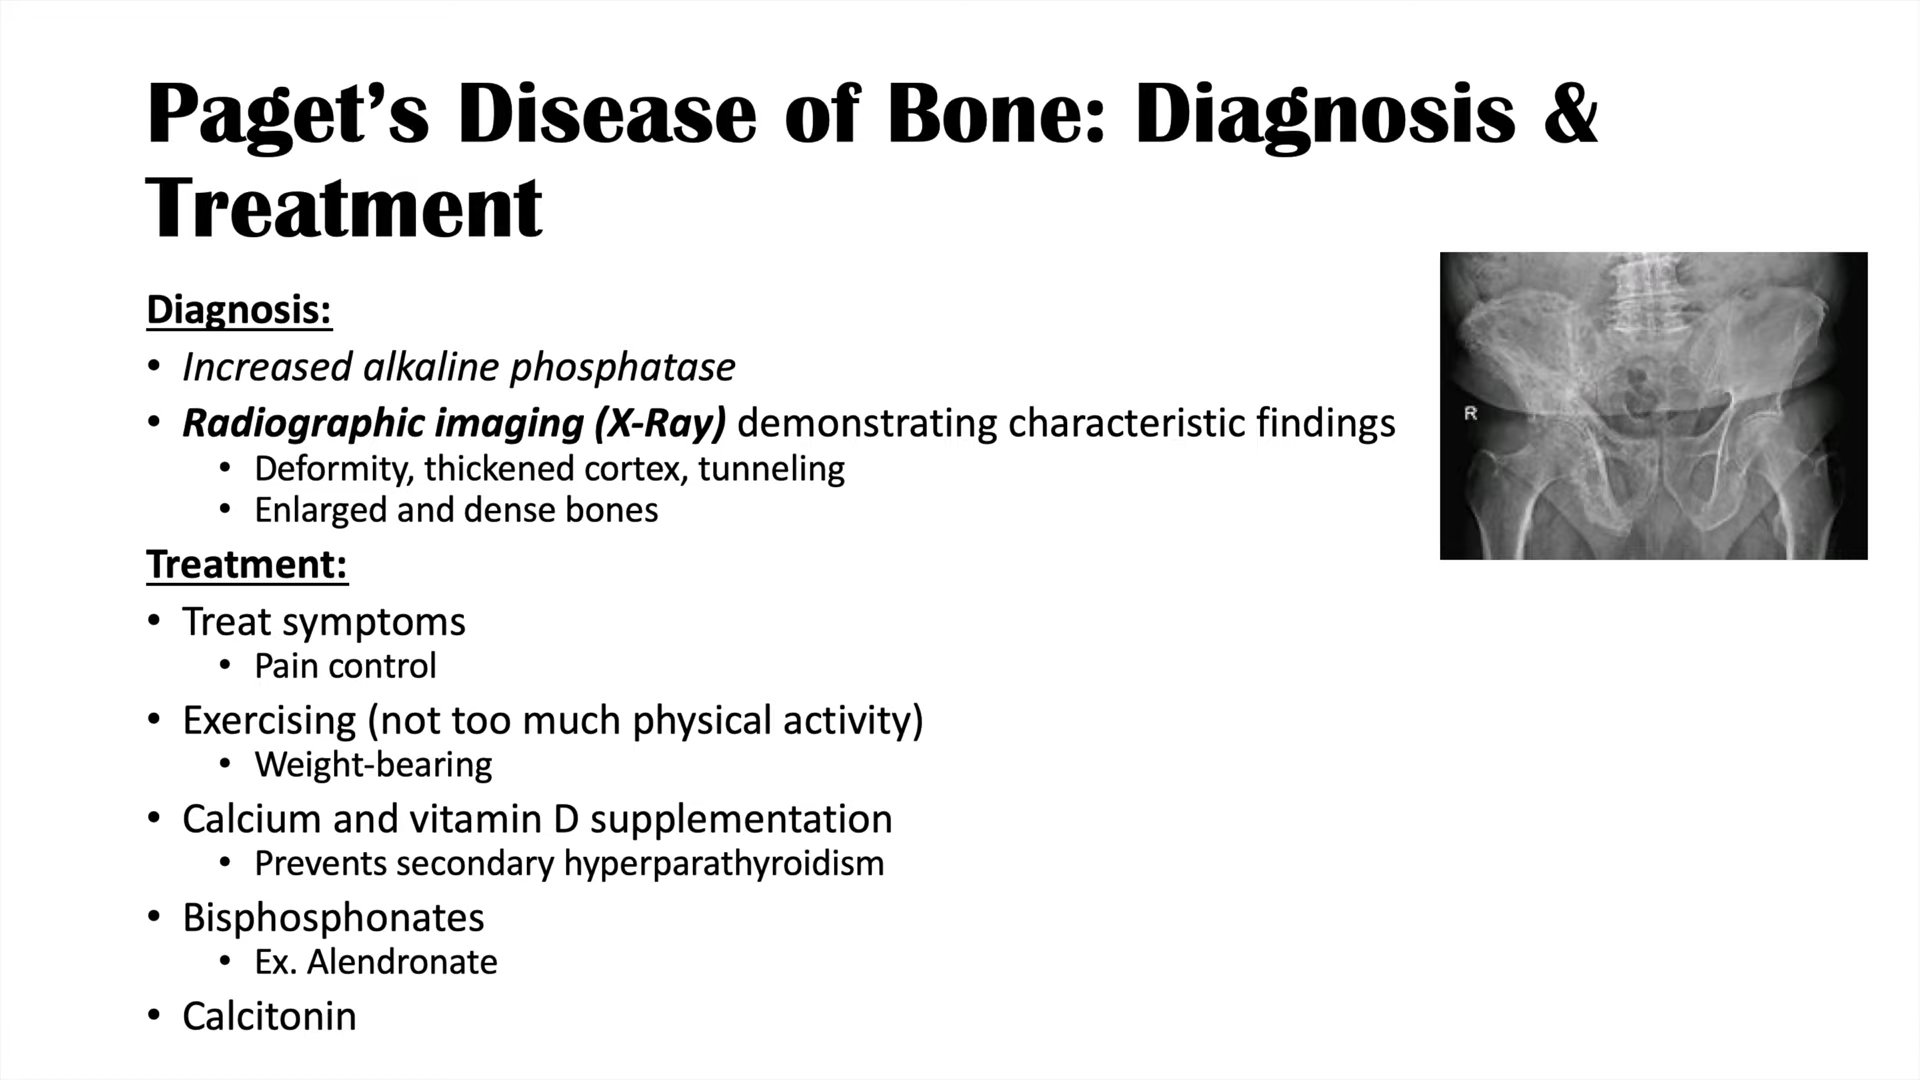 Paget’s Disease of Bone: Diagnosis &
Treatment
Diagnosis:
• Increased alkaline phosphatase
• Radiographic imaging (X-Ray) demonstrating characteristic findings
• Deformity, thickened cortex, tunneling
• Enlarged and dense bones
Treatment:
• Treat symptoms
• Pain control
• Exercising (not too much physical activity)
• Weight-bearing
• Calcium and vitamin D supplementation
• Prevents secondary hyperparathyroidism
• Bisphosphonates
• Ex. Alendronate
• Calcitonin
R